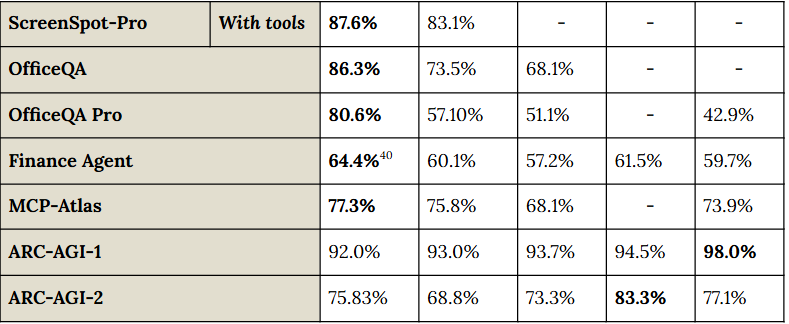 ScreenSpot-Pro With tools 87.6% 83.1% - - -
OfficeQA 86.3% 73.5% 68.1% - -
OfficeQA Pro 80.6% 57.10% 51.1% - 42.9%
Finance Agent 64.4%40 60.1% 57.2% 61.5% 59.7%
MCP-Atlas 77.3% 75.8% 68.1% - 73.9%
ARC-AGI-1 92.0% 93.0% 93.7% 94.5% 98.0%
ARC-AGI-2 75.83% 68.8% 73.3% 83.3% 77.1%